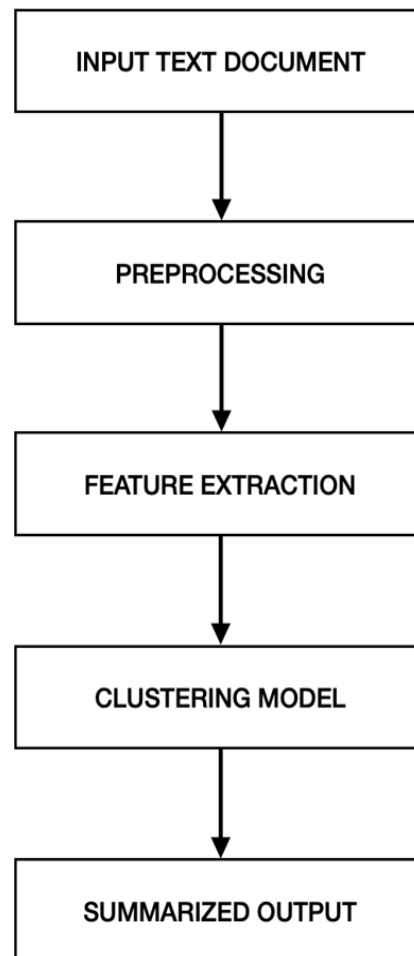 INPUT TEXT DOCUMENT
PREPROCESSING
FEATURE EXTRACTION
CLUSTERING MODEL
SUMMARIZED OUTPUT